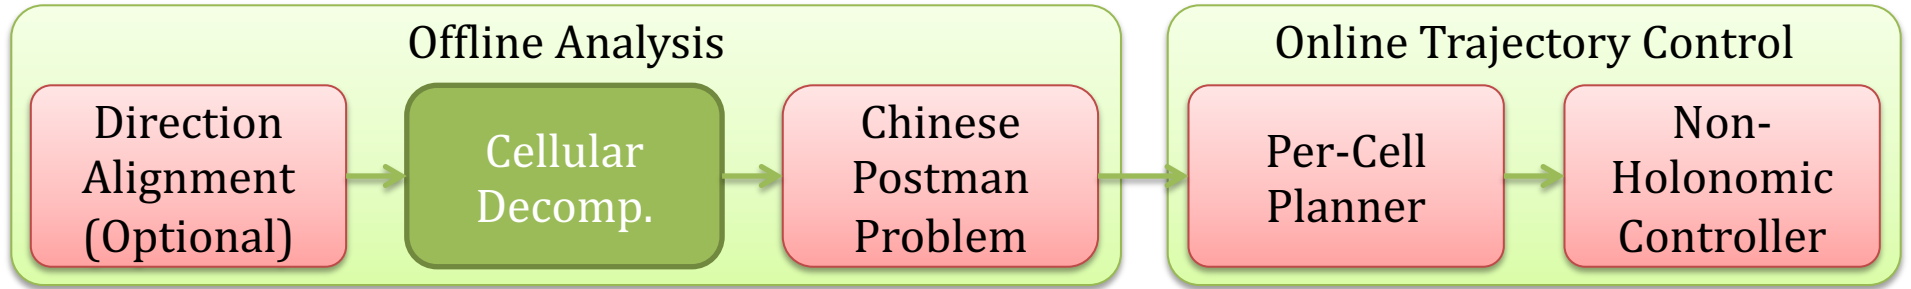 Offline Analysis
Direction
Alignment
(Optional)
Cellular
Decomp.
Chinese
Postman
Problem
Online Trajectory Control
Per-Cell
Planner
Non-
Holonomic
Controller